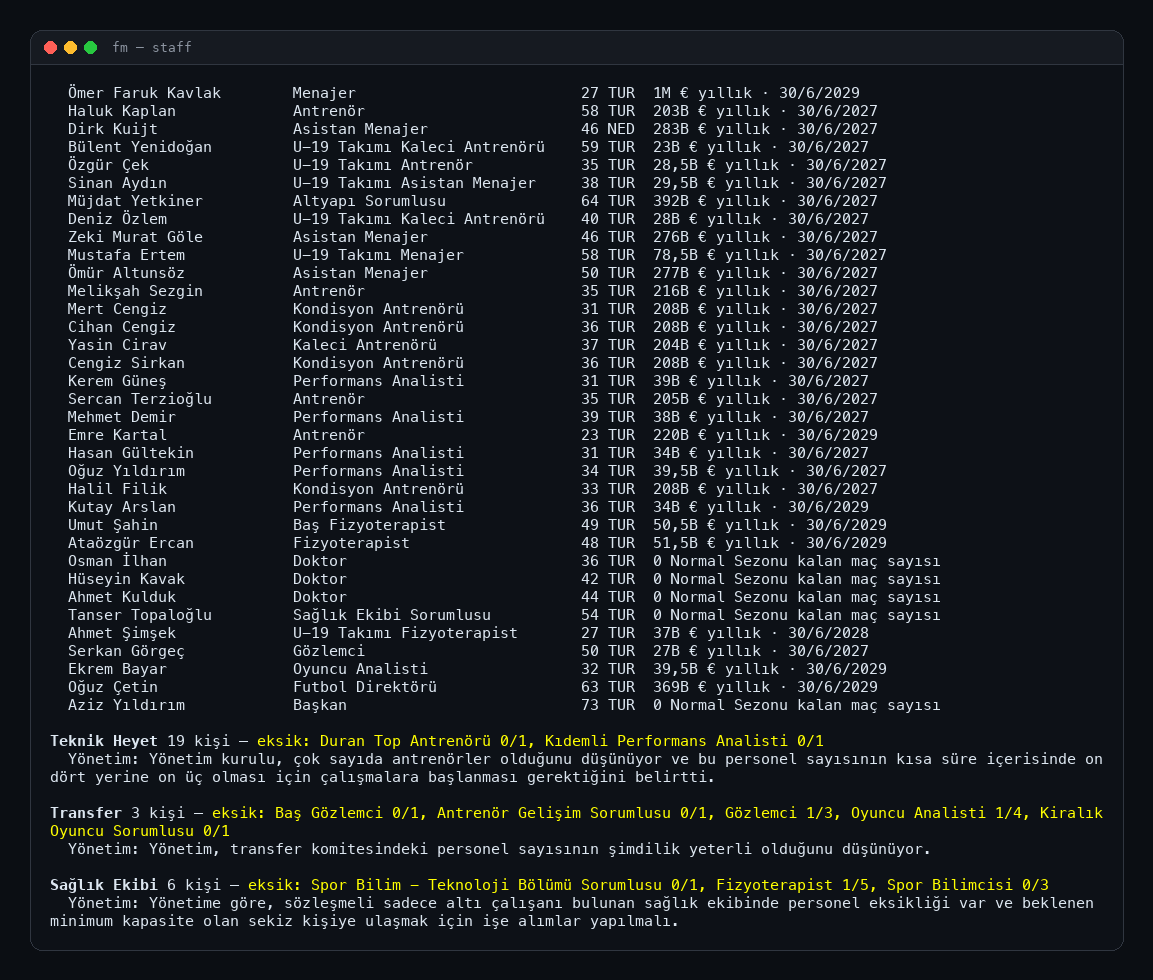 fm — staff
Ömer Faruk Kavlak Menajer 27 TUR 1M € yıllık · 30/6/2029
Haluk Kaplan Antrenör 58 TUR 203B € yıllık · 30/6/2027
Dirk Kuijt Asistan Menajer 46 NED 283B € yıllık · 30/6/2027
Bülent Yenidoğan U-19 Takımı Kaleci Antrenörü 59 TUR 23B € yıllık · 30/6/2027
Özgür Çek U-19 Takımı Antrenör 35 TUR 28,5B € yıllık · 30/6/2027
Sinan Aydın U-19 Takımı Asistan Menajer 38 TUR 29,5B € yıllık · 30/6/2027
Müjdat Yetkiner Altyapı Sorumlusu 64 TUR 392B € yıllık · 30/6/2027
Deniz Özlem U-19 Takımı Kaleci Antrenörü 40 TUR 28B € yıllık · 30/6/2027
Zeki Murat Göle Asistan Menajer 46 TUR 276B € yıllık · 30/6/2027
Mustafa Ertem U-19 Takımı Menajer 58 TUR 78,5B € yıllık · 30/6/2027
Ömür Altunsöz Asistan Menajer 50 TUR 277B € yıllık · 30/6/2027
Melikşah Sezgin Antrenör 35 TUR 216B € yıllık · 30/6/2027
Mert Cengiz Kondisyon Antrenörü 31 TUR 208B € yıllık · 30/6/2027
Cihan Cengiz Kondisyon Antrenörü 36 TUR 208B € yıllık · 30/6/2027
Yasin Cirav Kaleci Antrenörü 37 TUR 204B € yıllık · 30/6/2027
Cengiz Sirkan Kondisyon Antrenörü 36 TUR 208B € yıllık · 30/6/2027
Kerem Güneş Performans Analisti 31 TUR 39B € yıllık · 30/6/2027
Sercan Terzioğlu Antrenör 35 TUR 205B € yıllık · 30/6/2027
Mehmet Demir Performans Analisti 39 TUR 38B € yıllık · 30/6/2027
Emre Kartal Antrenör 23 TUR 220B € yıllık · 30/6/2029
Hasan Gültekin Performans Analisti 31 TUR 34B € yıllık · 30/6/2027
Oğuz Yıldırım Performans Analisti 34 TUR 39,5B € yıllık · 30/6/2027
Halil Filik Kondisyon Antrenörü 33 TUR 208B € yıllık · 30/6/2027
Kutay Arslan Performans Analisti 36 TUR 34B € yıllık · 30/6/2029
Umut Şahin Baş Fizyoterapist 49 TUR 50,5B € yıllık · 30/6/2029
Ataözgür Ercan Fizyoterapist 48 TUR 51,5B € yıllık · 30/6/2029
Osman İlhan Doktor 36 TUR 0 Normal Sezonu kalan maç sayısı
Hüseyin Kavak Doktor 42 TUR 0 Normal Sezonu kalan maç sayısı
Ahmet Kulduk Doktor 44 TUR 0 Normal Sezonu kalan maç sayısı
Tanser Topaloğlu Sağlık Ekibi Sorumlusu 54 TUR 0 Normal Sezonu kalan maç sayısı
Ahmet Şimşek U-19 Takımı Fizyoterapist 27 TUR 37B € yıllık · 30/6/2028
Serkan Görgeç Gözlemci 50 TUR 27B € yıllık · 30/6/2027
Ekrem Bayar Oyuncu Analisti 32 TUR 39,5B € yıllık · 30/6/2029
Oğuz Çetin Futbol Direktörü 63 TUR 369B € yıllık · 30/6/2029
Aziz Yıldırım Başkan 73 TUR 0 Normal Sezonu kalan maç sayısı
Teknik Heyet 19 kişi — eksik: Duran Top Antrenörü 0/1, Kıdemli Performans Analisti 0/1
Yönetim: Yönetim kurulu, çok sayıda antrenörler olduğunu düşünüyor ve bu personel sayısının kısa süre içerisinde on
dört yerine on üç olması için çalışmalara başlanması gerektiğini belirtti.
Transfer 3 kişi — eksik: Baş Gözlemci 0/1, Antrenör Gelişim Sorumlusu 0/1, Gözlemci 1/3, Oyuncu Analisti 1/4, Kiralık
Oyuncu Sorumlusu 0/1
Yönetim: Yönetim, transfer komitesindeki personel sayısının şimdilik yeterli olduğunu düşünüyor.
Sağlık Ekibi 6 kişi — eksik: Spor Bilim - Teknoloji Bölümü Sorumlusu 0/1, Fizyoterapist 1/5, Spor Bilimcisi 0/3
Yönetim: Yönetime göre, sözleşmeli sadece altı çalışanı bulunan sağlık ekibinde personel eksikliği var ve beklenen
minimum kapasite olan sekiz kişiye ulaşmak için işe alımlar yapılmalı.